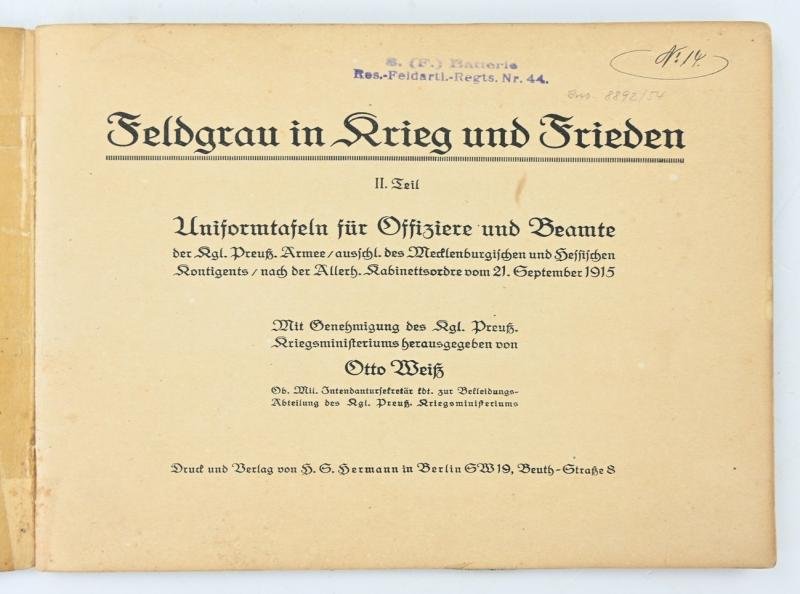 8. (F.) Batterie
Res.-Feldartl.-Regts. Nr. 44.
Nr. 14.
8892/54
Feldgrau in Krieg und Frieden
II. Teil
Uniformtafeln für Offiziere und Beamte
der Kgl. Preuß. Armee / ausschl. des Mecklenburgischen und Hessischen
Kontigents / nach der Allerh. Kabinettsordre vom 21. September 1915
Mit Genehmigung des Kgl. Preuß.
Kriegsministeriums herausgegeben von
Otto Weiß
Ob. Mil. Intendantursekretär kdt. zur Bekleidungs-
Abteilung des Kgl. Preuß. Kriegsministeriums
Druck und Verlag von H. S. Hermann in Berlin SW 19, Beuth-Straße 8